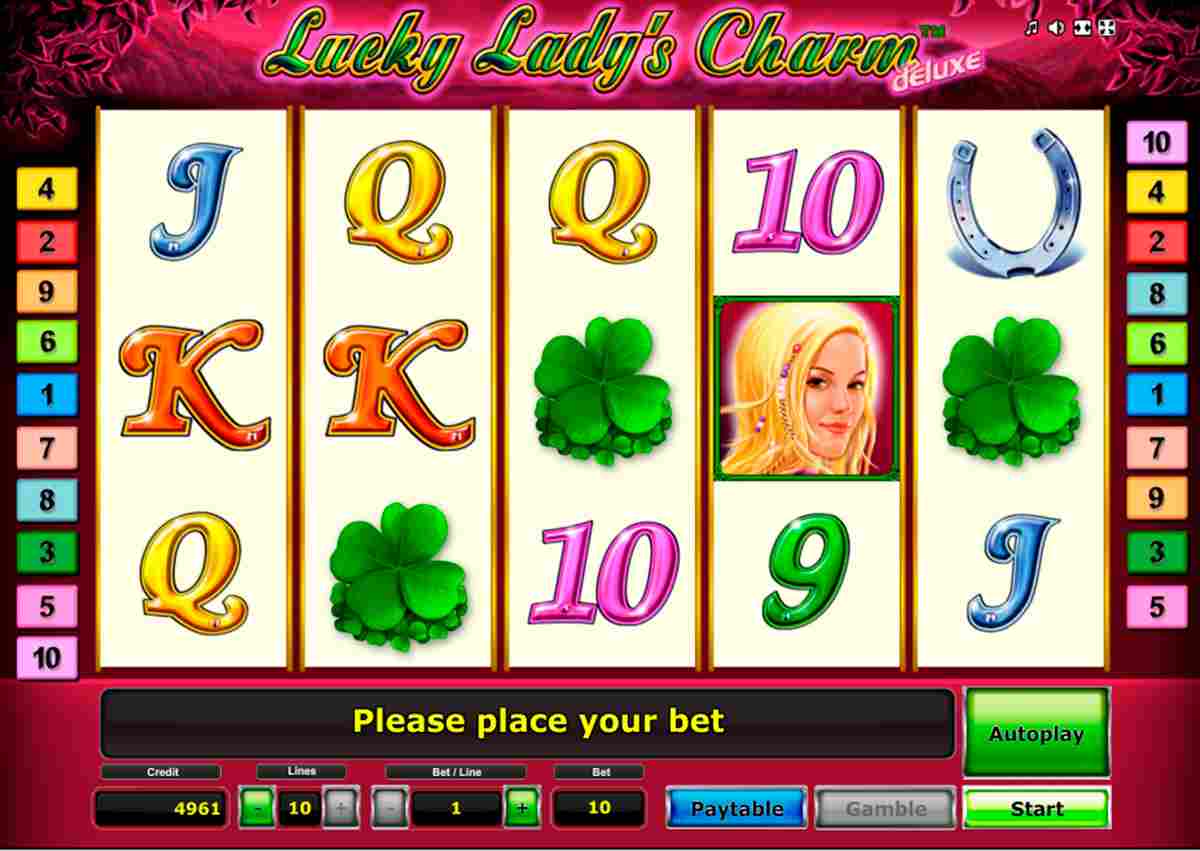 Lucky Lady's Charm™
deluxe
J Q Q 10
K K
Q 10 9 J
4
2
9
6
1
7
8
3
5
10
10
4
2
8
6
1
7
9
3
5
Please place your bet
Autoplay
Credit Lines Bet / Line Bet
4961 - 10 + - 1 + 10
Paytable Gamble Start